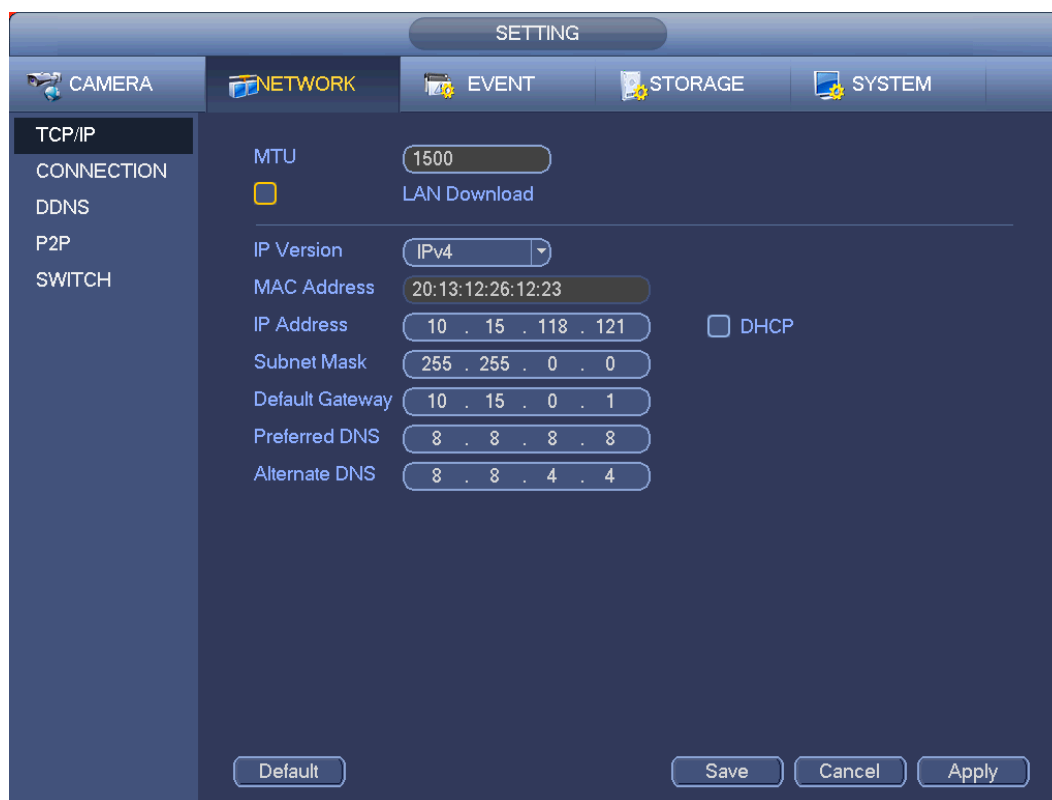 SETTING
CAMERA NETWORK EVENT STORAGE SYSTEM
TCP/IP
CONNECTION
DDNS
P2P
SWITCH
MTU 1500
LAN Download
IP Version IPv4
MAC Address 20:13:12:26:12:23
IP Address 10 . 15 . 118 . 121 DHCP
Subnet Mask 255 . 255 . 0 . 0
Default Gateway 10 . 15 . 0 . 1
Preferred DNS 8 . 8 . 8 . 8
Alternate DNS 8 . 8 . 4 . 4
Default Save Cancel Apply